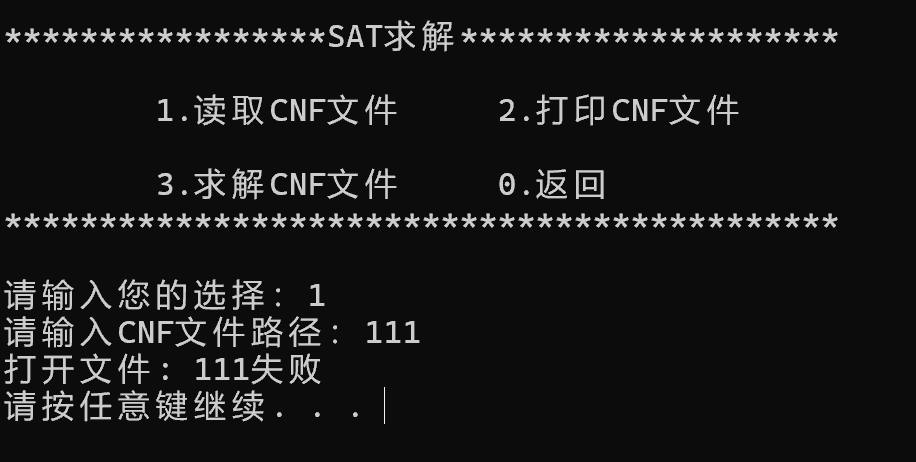 *****************SAT求解********************
1.读取CNF文件 2.打印CNF文件
3.求解CNF文件 0.返回
********************************************
请输入您的选择: 1
请输入CNF文件路径: 111
打开文件: 111失败
请按任意键继续. . .